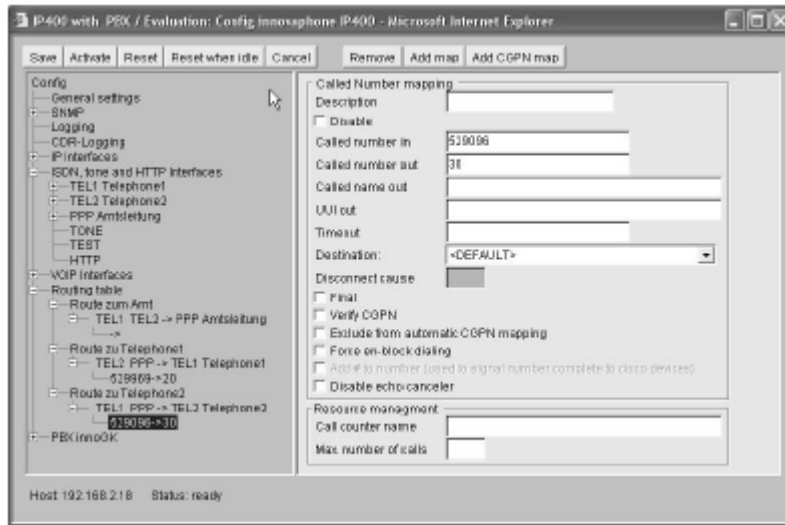 IP400 with PBX / Evaluation: Config innovaphone IP400 - Microsoft Internet Explorer
Save Activate Reset Reset when idle Cancel Remove Add map Add CGPN map
Config
General settings
SNMP
Logging
CDR-Logging
IP Interfaces
ISDN, tone and HTTP Interfaces
TEL1 Telephone1
TEL2 Telephone2
PPP Amtsleitung
TONE
TEST
HTTP
VOIP Interfaces
Routing table
Route zum Amt
TEL1 TEL2 -> PPP Amtsleitung
->
Route zu Telephone1
TEL2 PPP -> TEL1 Telephone1
529969->20
Route zu Telephone2
TEL1 PPP -> TEL2 Telephone2
529096->30
PBX innoGK
Called Number mapping
Description
Disable
Called number in 529096
Called number out 30
Called name out
UUI out
Timeout
Destination: <DEFAULT>
Disconnect cause
Final
Verify CGPN
Exclude from automatic CGPN mapping
Force en-block dialing
Add # to number (used to signal number complete to cisco devices)
Disable echo canceler
Resource managment
Call counter name
Max. number of calls
Host 192.168.2.18 Status: ready